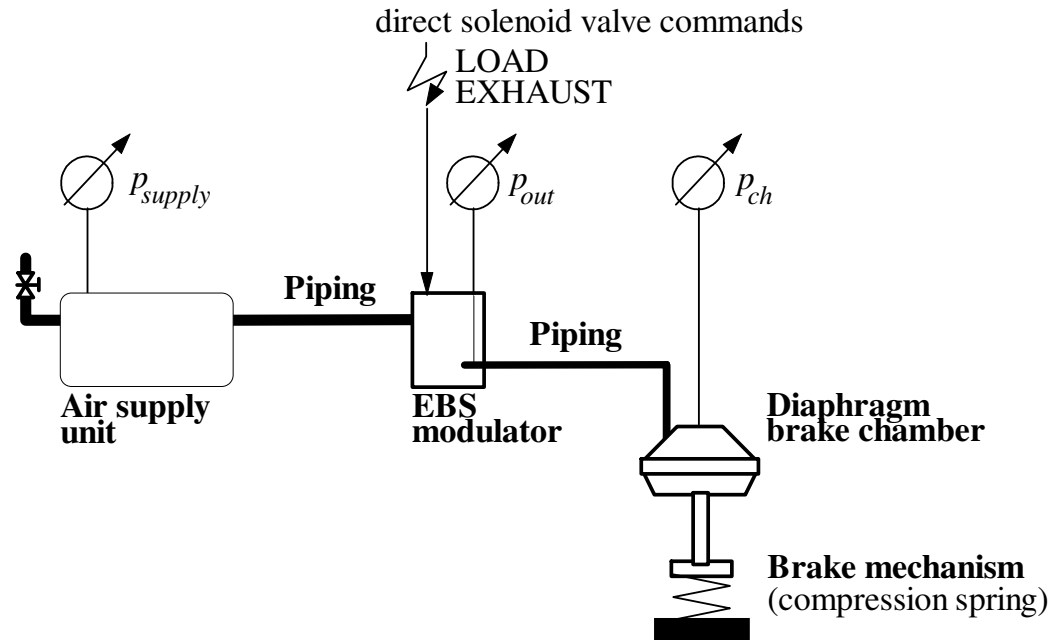 direct solenoid valve commands
LOAD
EXHAUST
p_supply
p_out
p_ch
Piping
Piping
Air supply
unit
EBS
modulator
Diaphragm
brake chamber
Brake mechanism
(compression spring)